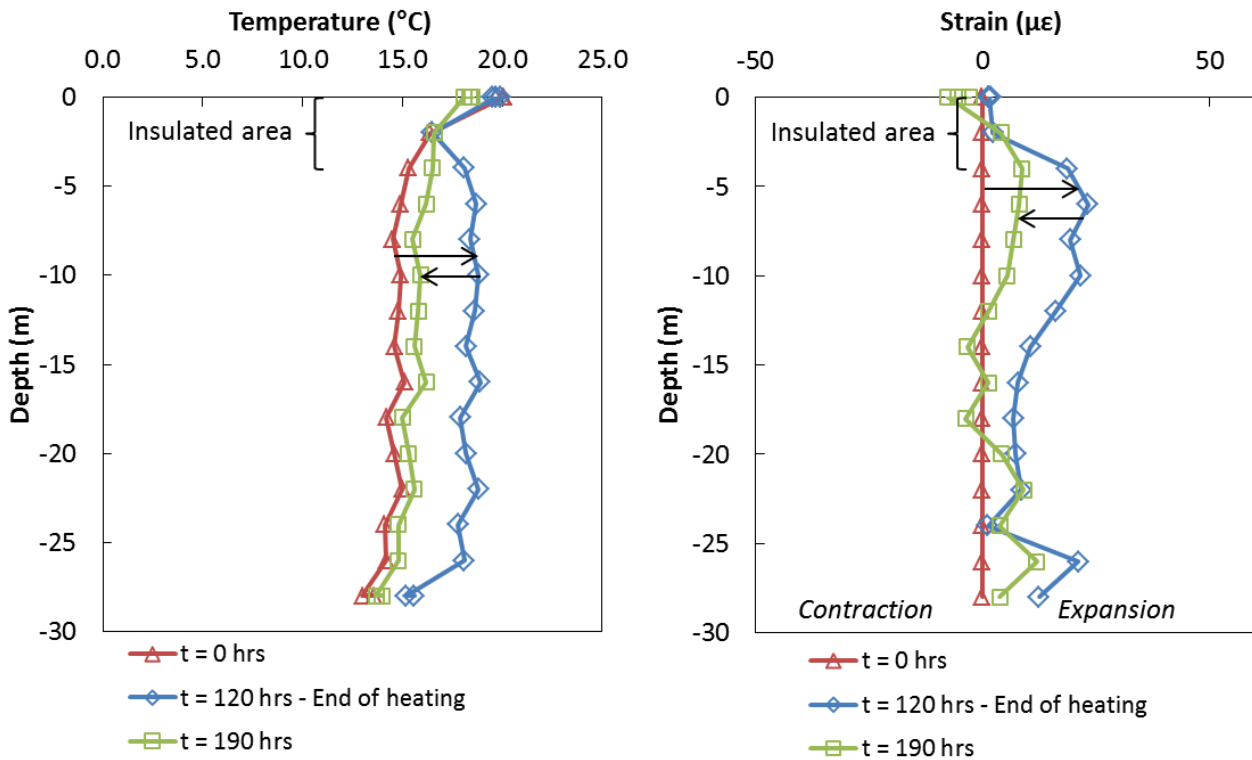 Temperature (°C)
0.0 5.0 10.0 15.0 20.0 25.0
0
-5
-10
-15
-20
-25
-30
Depth (m)
Insulated area
t = 0 hrs
t = 120 hrs - End of heating
t = 190 hrs
Strain (µε)
-50 0 50
0
-5
-10
-15
-20
-25
-30
Depth (m)
Insulated area
Contraction Expansion
t = 0 hrs
t = 120 hrs - End of heating
t = 190 hrs